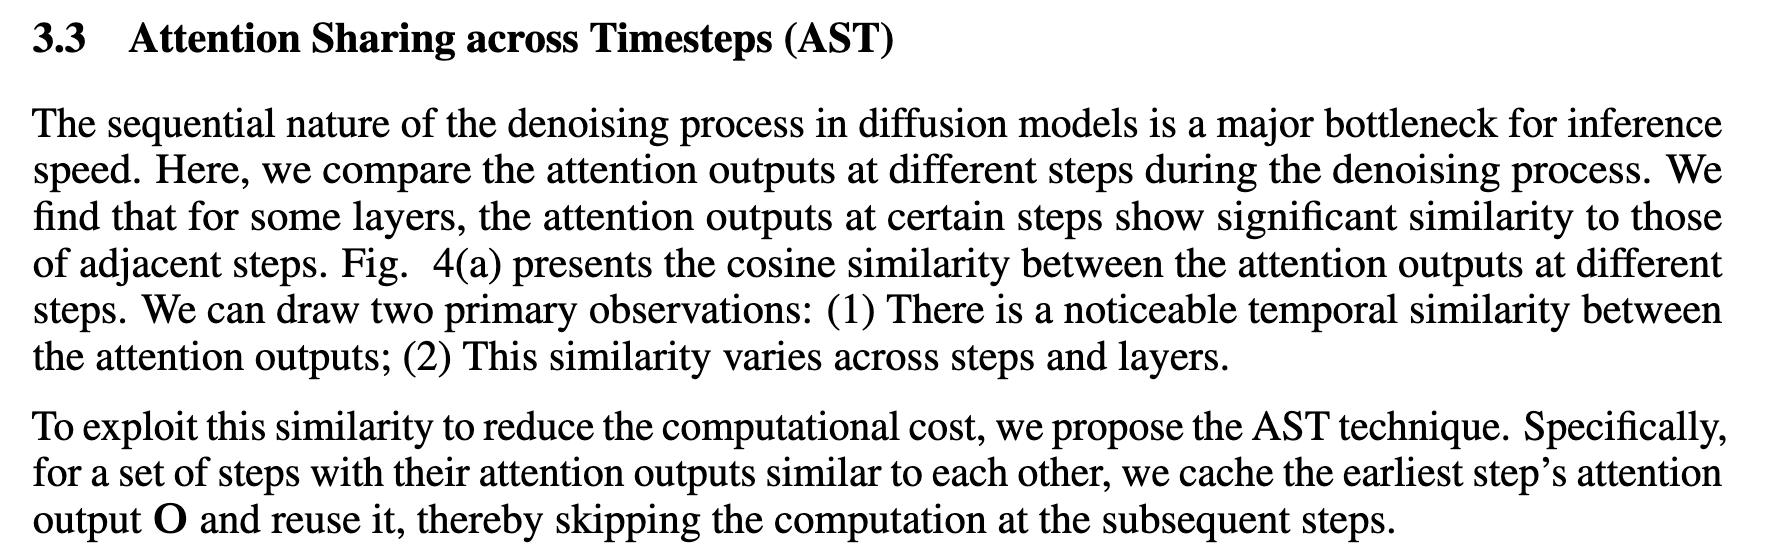 3.3 Attention Sharing across Timesteps (AST)
The sequential nature of the denoising process in diffusion models is a major bottleneck for inference
speed. Here, we compare the attention outputs at different steps during the denoising process. We
find that for some layers, the attention outputs at certain steps show significant similarity to those
of adjacent steps. Fig. 4(a) presents the cosine similarity between the attention outputs at different
steps. We can draw two primary observations: (1) There is a noticeable temporal similarity between
the attention outputs; (2) This similarity varies across steps and layers.
To exploit this similarity to reduce the computational cost, we propose the AST technique. Specifically,
for a set of steps with their attention outputs similar to each other, we cache the earliest step’s attention
output O and reuse it, thereby skipping the computation at the subsequent steps.